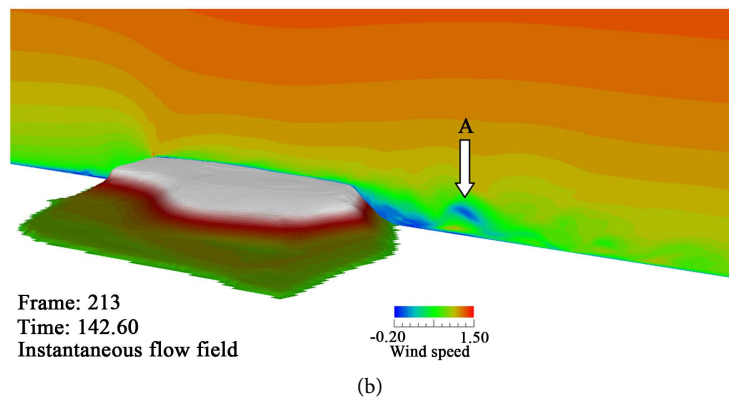 A
Frame: 213
Time: 142.60
Instantaneous flow field
-0.20 1.50
Wind speed
(b)